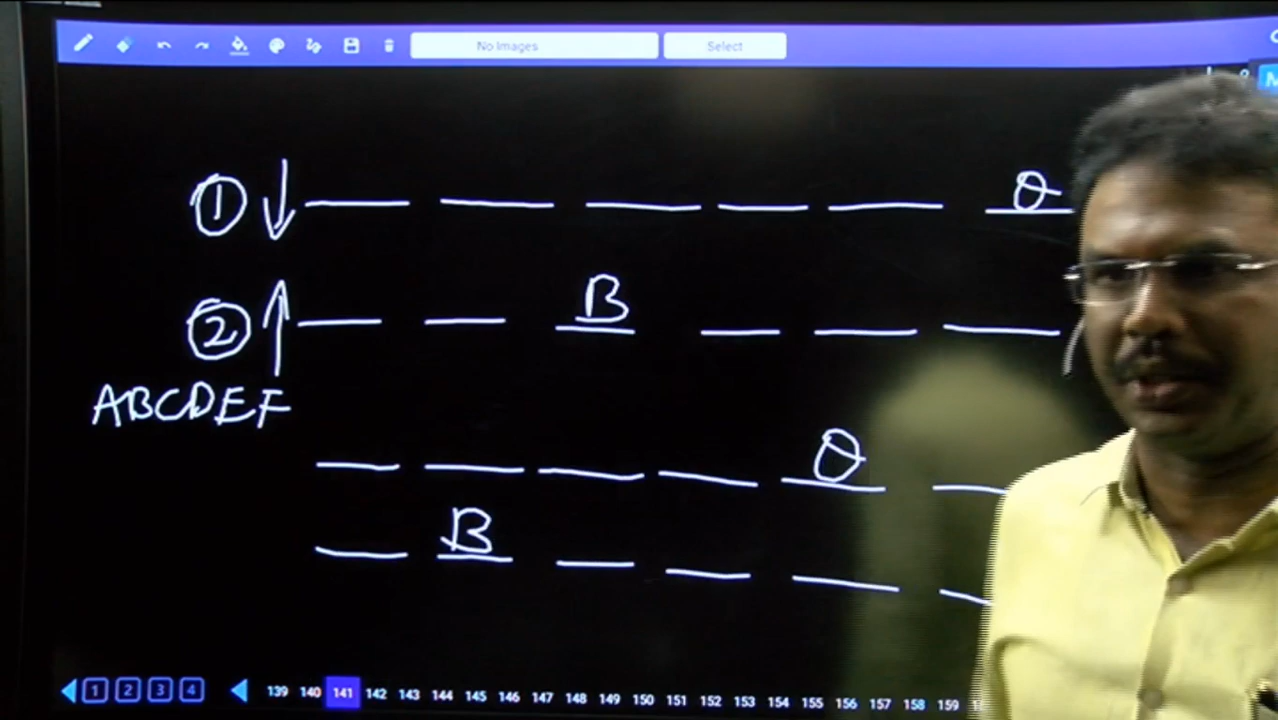 No Images Select
① ↓ Q
② ↑ B
ABCDEF
Q
B
1 2 3 4 139 140 141 142 143 144 145 146 147 148 149 150 151 152 153 154 155 156 157 158 159